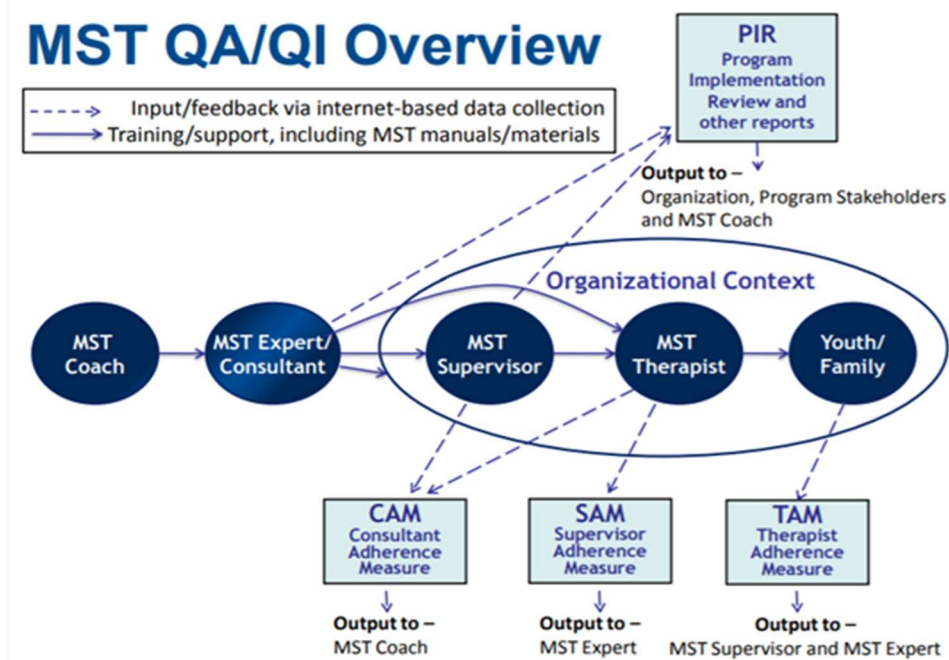 MST QA/QI Overview
Input/feedback via internet-based data collection
Training/support, including MST manuals/materials
PIR
Program
Implementation
Review and
other reports
Output to –
Organization, Program Stakeholders
and MST Coach
Organizational Context
MST
Coach
MST Expert/
Consultant
MST
Supervisor
MST
Therapist
Youth/
Family
CAM
Consultant
Adherence
Measure
SAM
Supervisor
Adherence
Measure
TAM
Therapist
Adherence
Measure
Output to –
MST Coach
Output to –
MST Expert
Output to –
MST Supervisor and MST Expert